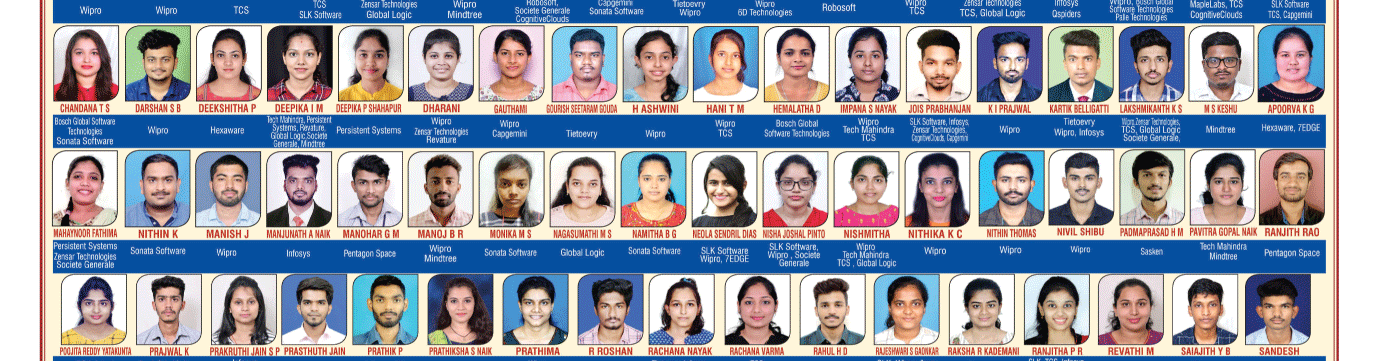 Wipro
Wipro
TCS
TCS
SLK Software
Zensar Technologies
Global Logic
Wipro
Mindtree
Robosoft,
Societe Generale
CognitiveClouds
Capgemini
Sonata Software
Tietoevry
Wipro
Wipro
6D Technologies
Robosoft
Wipro
TCS
Zensar Technologies
TCS, Global Logic
Infosys
Qspiders
Wipro, Bosch Global
Software Technologies
Palle Technologies
MapleLabs, TCS
CognitiveClouds
SLK Software
TCS, Capgemini
CHANDANA T S
DARSHAN S B
DEEKSHITHA P
DEEPIKA I M
DEEPIKA P SHAHAPUR
DHARANI
GAUTHAMI
GOURISH SEETARAM GOUDA
H ASHWINI
HANI T M
HEMALATHA D
IMPANA S NAYAK
JOIS PRABHANJAN
K I PRAJWAL
KARTIK BELLIGATTI
LAKSHMIKANTH K S
M S KESHU
APOORVA K G
Bosch Global Software
Technologies
Sonata Software
Wipro
Hexaware
Tech Mahindra, Persistent
Systems, Revature,
Global Logic Societe
Generale, Mindtree
Persistent Systems
Wipro
Zensar Technologies
Revature
Wipro
Capgemini
Tietoevry
Wipro
Wipro
TCS
Bosch Global
Software Technologies
Wipro
Tech Mahindra
TCS
SLK Software, Infosys,
Zensar Technologies,
CognitiveClouds, Capgemini
Wipro
Tietoevry
Wipro, Infosys
Wipro, Zensar Technologies,
TCS, Global Logic
Societe Generale,
Mindtree
Hexaware, 7EDGE
MAHAYNOOR FATHIMA
NITHIN K
MANISH J
MANJUNATH A NAIK
MANOHAR G M
MANOJ B R
MONIKA M S
NAGASUMATHI M S
NAMITHA B G
NEOLA SENDRIL DIAS
NISHA JOSHAL PINTO
NISHMITHA
NITHIKA K C
NITHIN THOMAS
NIVIL SHIBU
PADMAPRASAD H M
PAVITRA GOPAL NAIK
RANJITH RAO
Persistent Systems
Zensar Technologies
Societe Generale
Sonata Software
Wipro
Infosys
Pentagon Space
Wipro
Mindtree
Sonata Software
Global Logic
Sonata Software
SLK Software
Wipro, 7EDGE
SLK Software,
Wipro , Societe
Generale
Wipro
Tech Mahindra
TCS , Global Logic
Wipro
Wipro
Wipro
Sasken
Tech Mahindra
Mindtree
Pentagon Space
POOJITA REDDY YATAKUNTA
PRAJWAL K
PRAKRUTHI JAIN S P
PRASTHUTH JAIN
PRATHIK P
PRATHIKSHA S NAIK
PRATHIMA
R ROSHAN
RACHANA NAYAK
RACHANA VARMA
RAHUL H D
RAJESHWARI S GAONKAR
RAKSHA R KADEMANI
RANJITHA P R
REVATHI M
SAIAJITH Y B
SANDESH